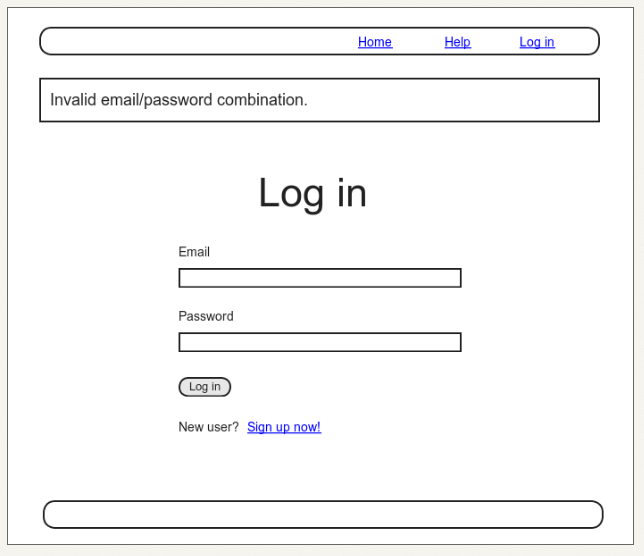 Home Help Log in
Invalid email/password combination.
Log in
Email
Password
Log in
New user? Sign up now!